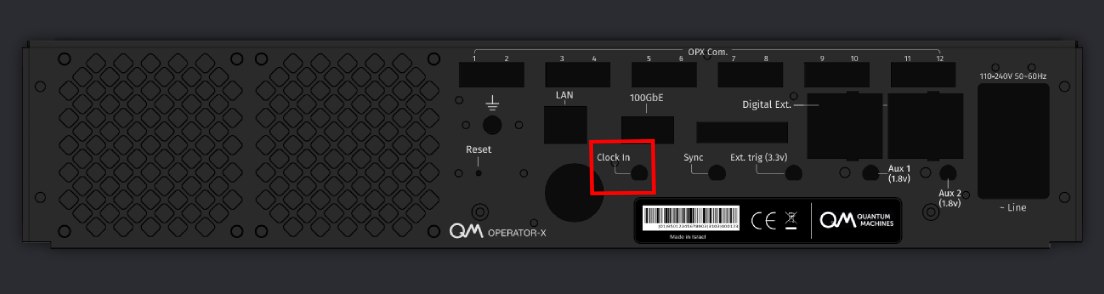 OPX Com.
1 2 3 4 5 6 7 8 9 10 11 12
110-240V 50~60Hz
LAN
100GbE
Digital Ext.
Reset
Clock In
Sync
Ext. trig (3.3v)
Aux 1
(1.8v)
Aux 2
(1.8v)
~ Line
QM OPERATOR-X
CE
QM QUANTUM
MACHINES
Made in Israel